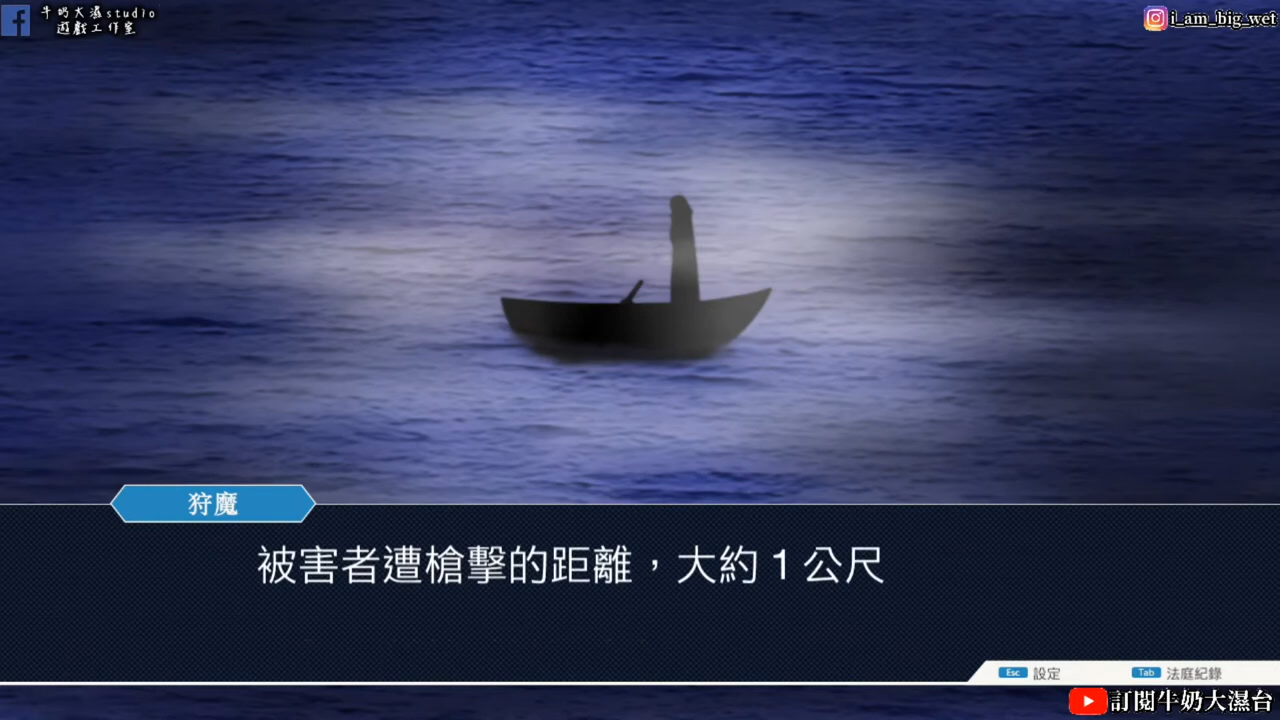 牛奶大濕studio
遊戲工作室
i_am_big_wet
狩魔
被害者遭槍擊的距離，大約1公尺
Esc 設定
Tab 法庭紀錄
訂閱牛奶大濕台